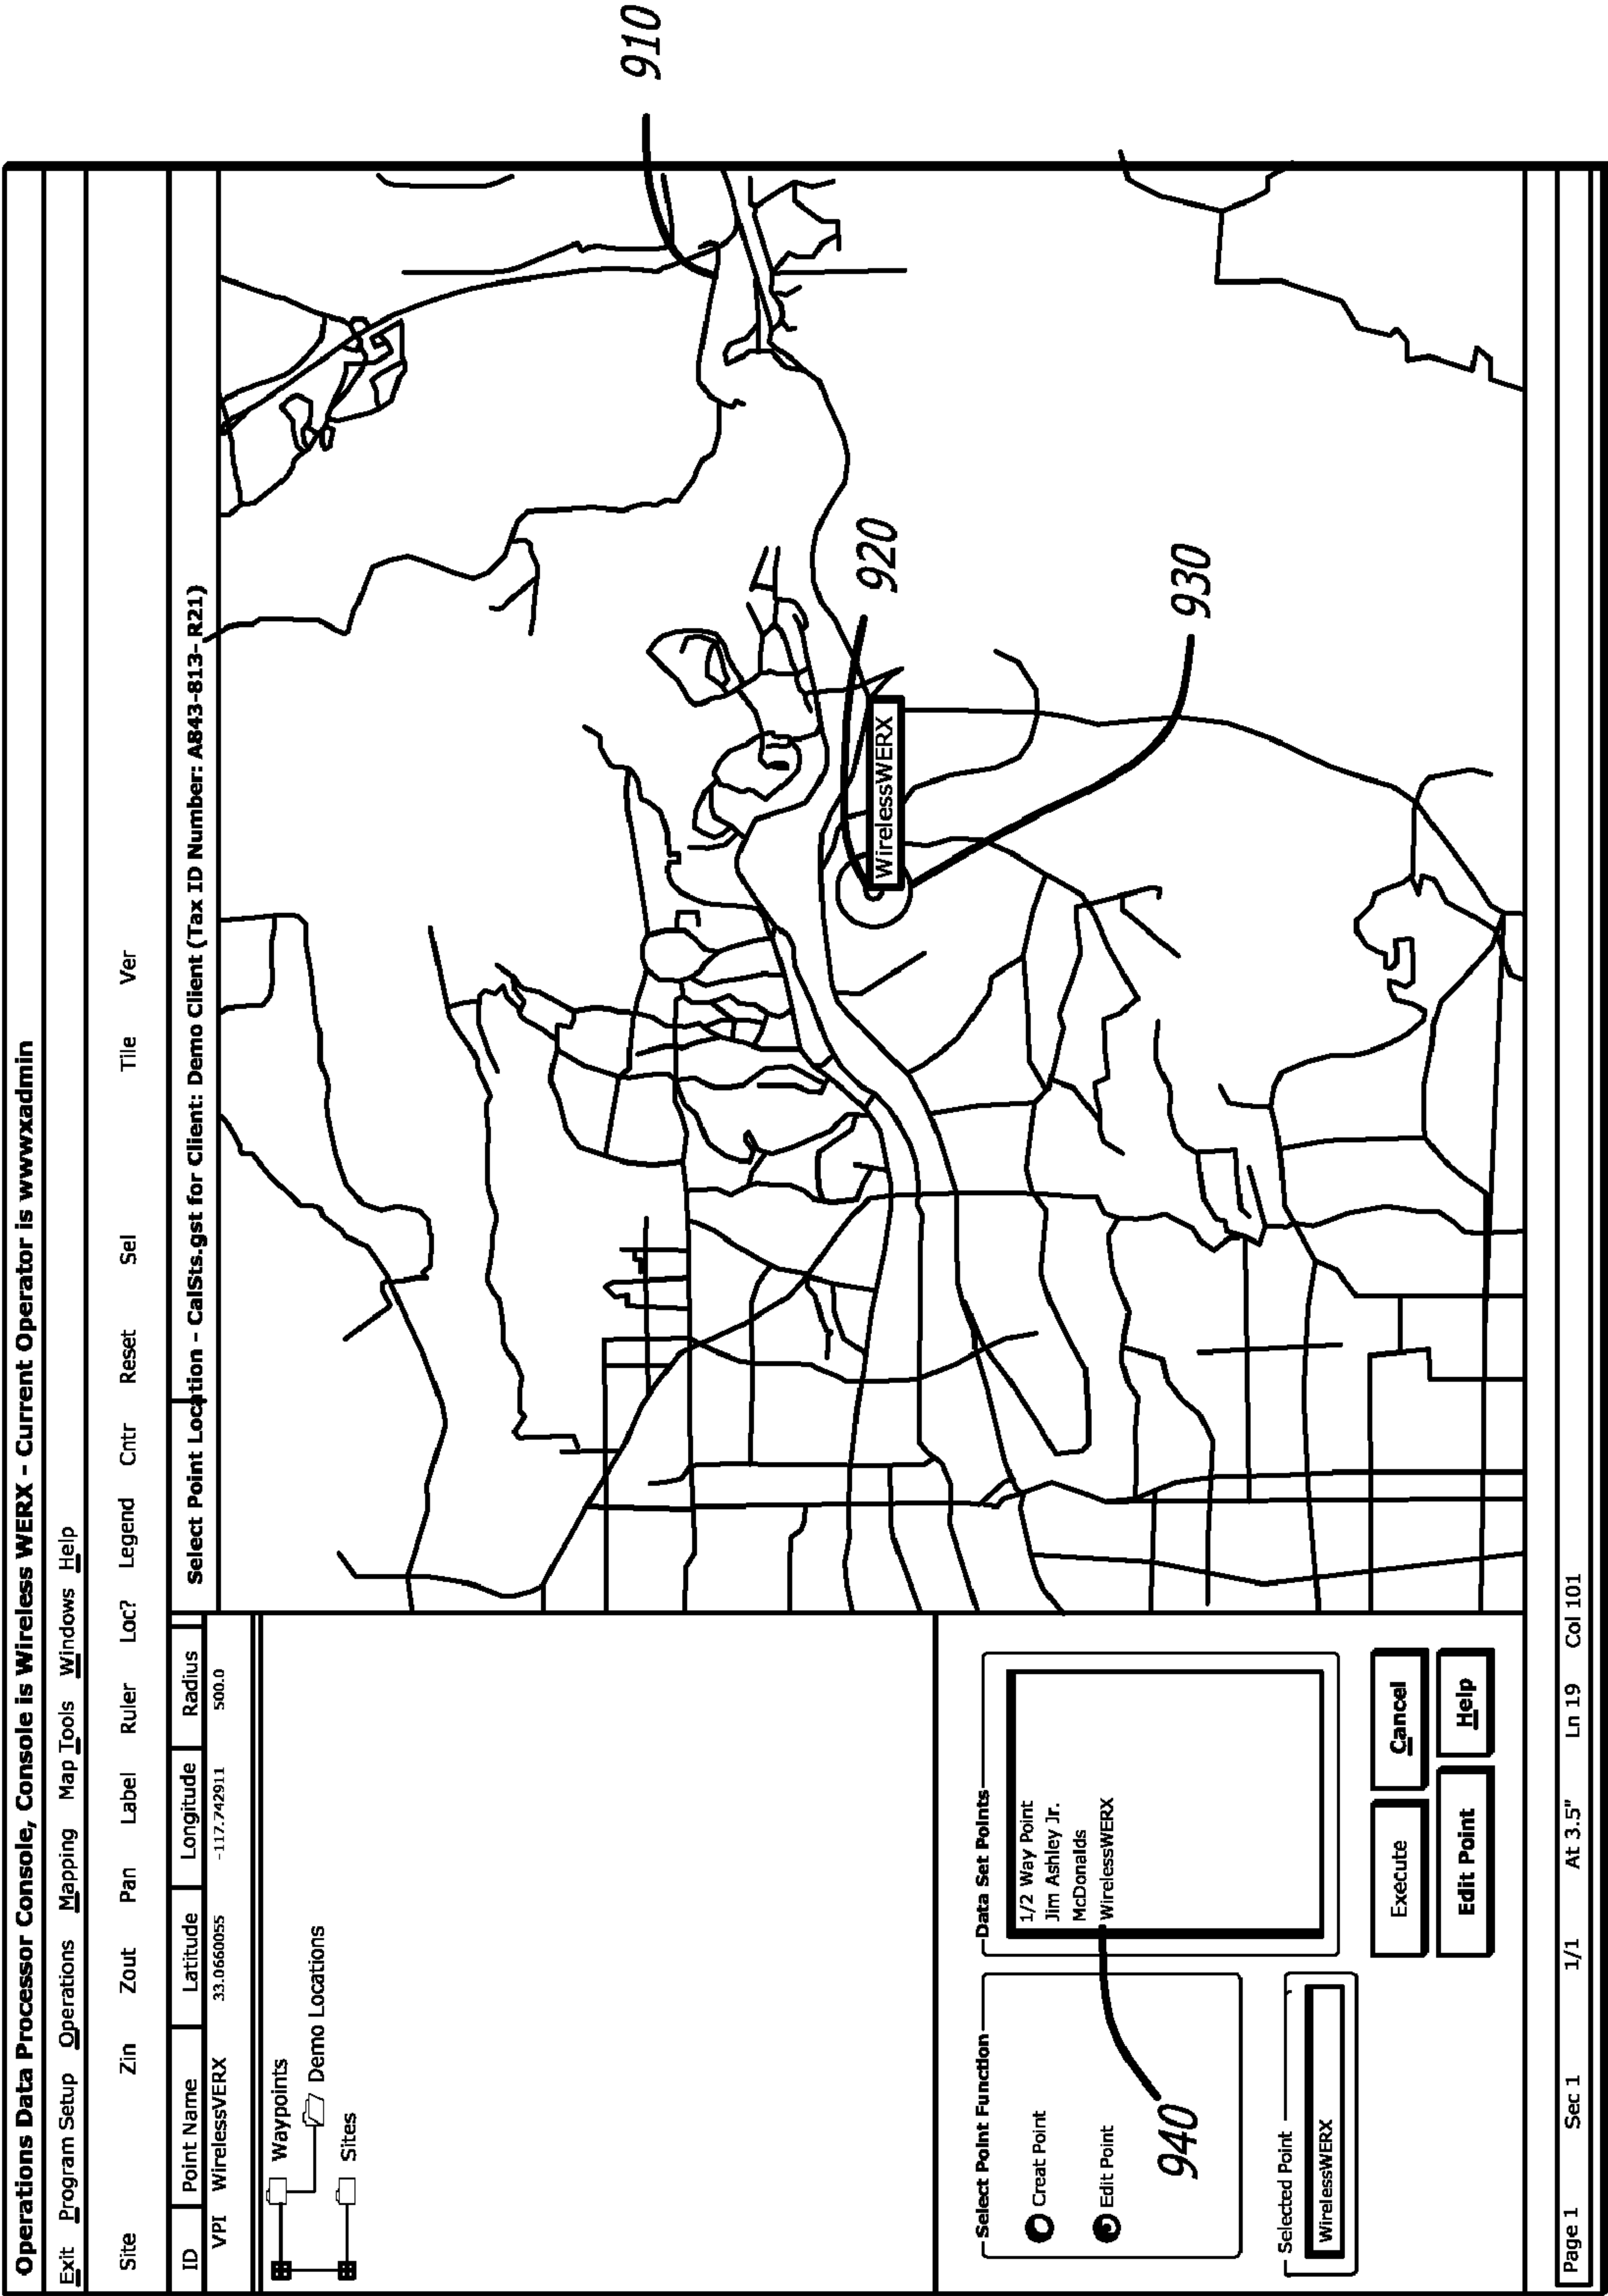 Operations Data Processor Console, Console is Wireless WERX - Current Operator is wwwxadmin
Exit Program Setup Operations Mapping Map Tools Windows Help
Site Zin Zout Pan Label Ruler Loc? Legend Cntr Reset Sel Tile Ver
ID Point Name Latitude Longitude Radius
VPI WirelessVERX 33.0660055 -117.742911 500.0
Select Point Location - CalSts.gst for Client: Demo Client (Tax ID Number: A843-813- R21)
Waypoints
Demo Locations
Sites
910
920
WirelessWERX
930
Select Point Function
Creat Point
Edit Point
940
Data Set Points
1/2 Way Point
Jim Ashley Jr.
McDonalds
WirelessWERX
Selected Point
WirelessWERX
Execute
Cancel
Edit Point
Help
Page 1 Sec 1 1/1 At 3.5" Ln 19 Col 101